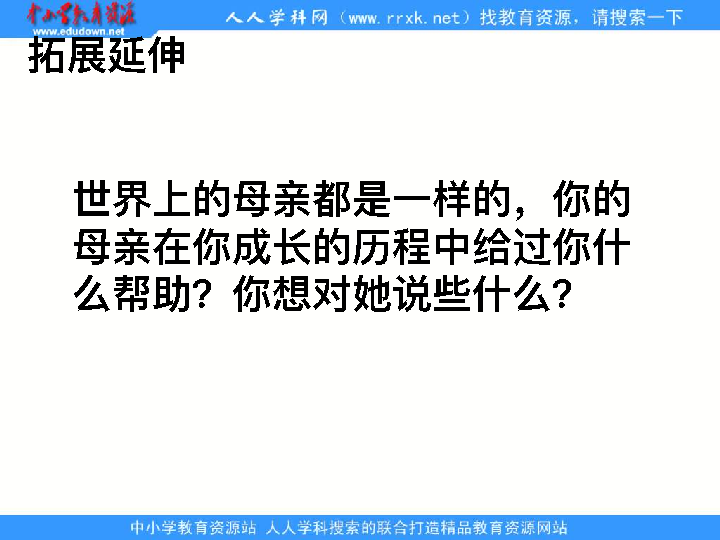 中小学教育资源
www.edudown.net
人人学科网（www.rrxk.net）找教育资源，请搜索一下
拓展延伸
世界上的母亲都是一样的，你的
母亲在你成长的历程中给过你什
么帮助？你想对她说些什么？
中小学教育资源站 人人学科搜索的联合打造精品教育资源网站